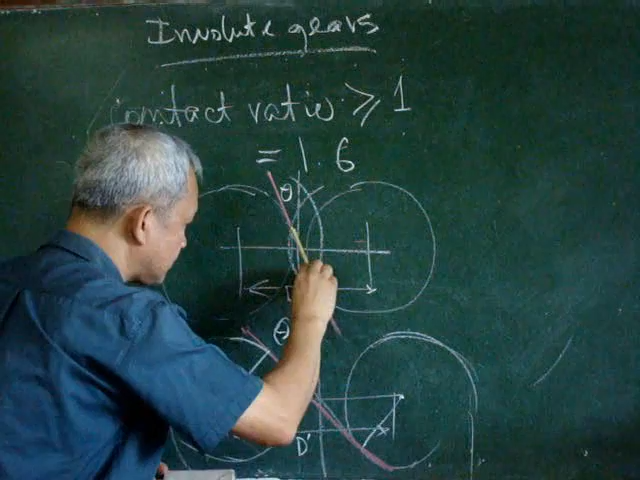 Involute gears
Contact ratio ≥ 1
= 1.6
θ
D'